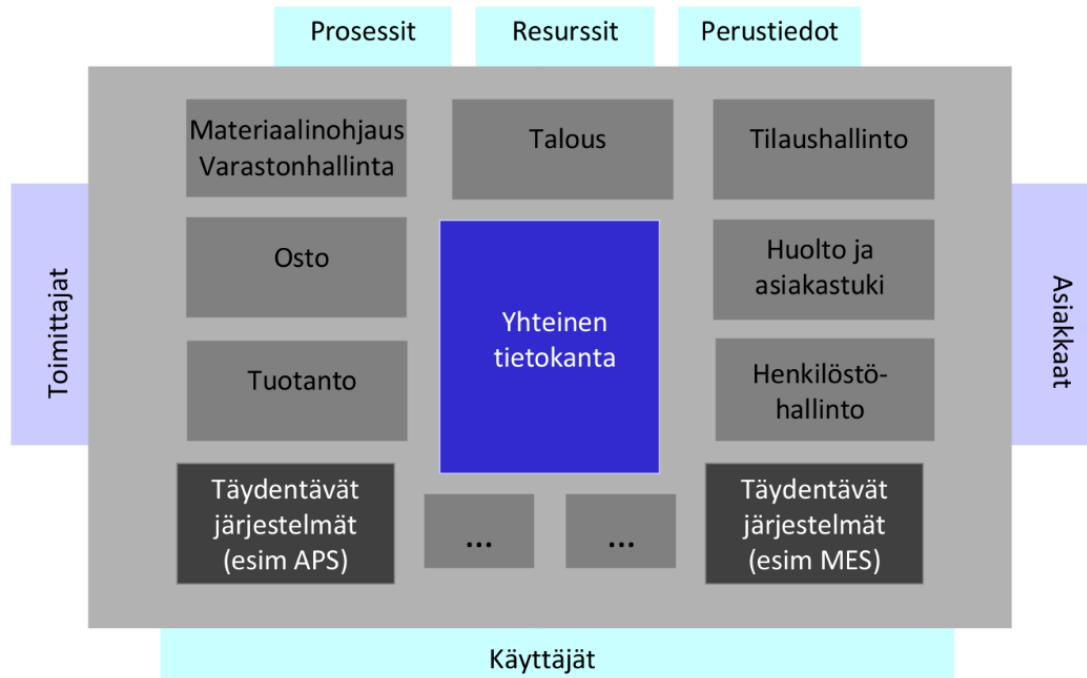 Prosessit
Resurssit
Perustiedot
Materiaalinohjaus
Varastonhallinta
Talous
Tilaushallinto
Toimittajat
Osto
Yhteinen
tietokanta
Huolto ja
asiakastuki
Asiakkaat
Tuotanto
Henkilöstö-
hallinto
Täydentävät
järjestelmät
(esim APS)
...
...
Täydentävät
järjestelmät
(esim MES)
Käyttäjät